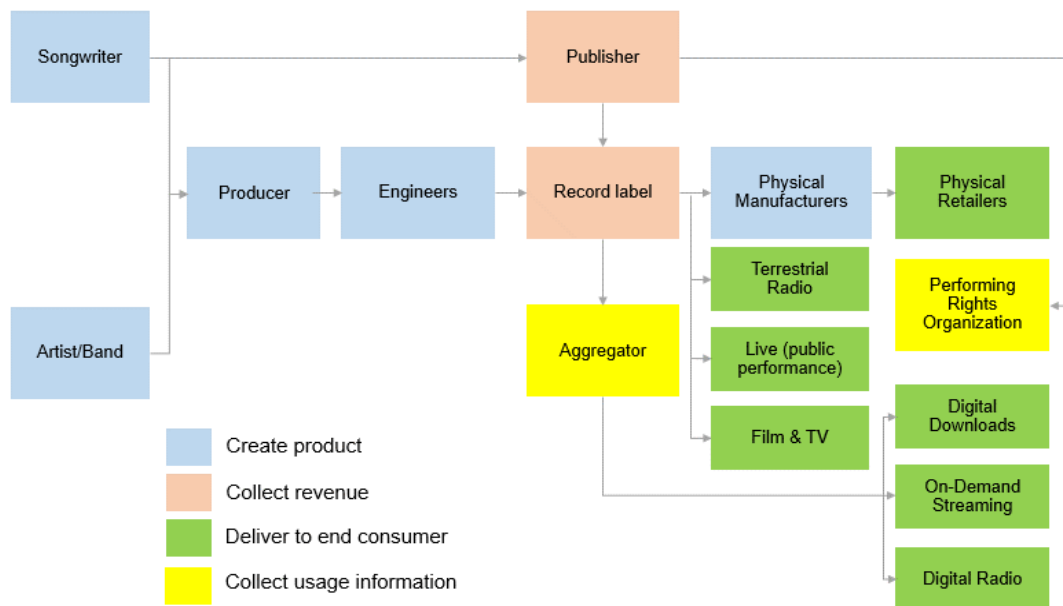 Songwriter
Publisher
Producer
Engineers
Record label
Physical
Manufacturers
Physical
Retailers
Terrestrial
Radio
Performing
Rights
Organization
Artist/Band
Aggregator
Live (public
performance)
Digital
Downloads
Film & TV
On-Demand
Streaming
Digital Radio
Create product
Collect revenue
Deliver to end consumer
Collect usage information